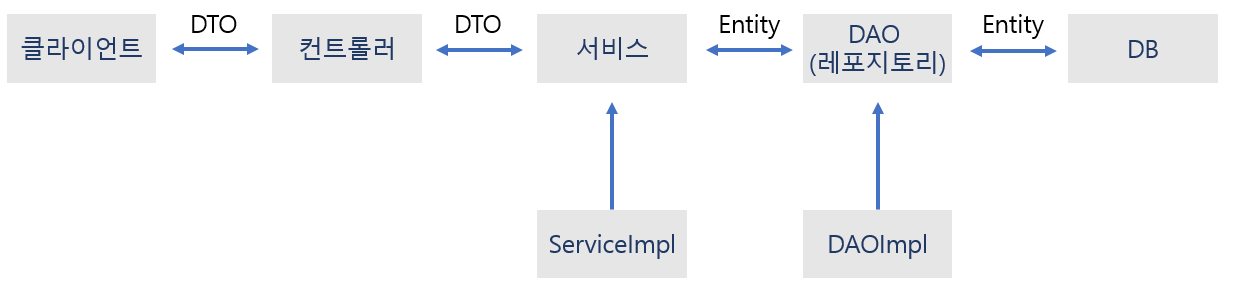 DTO
DTO
Entity
Entity
클라이언트
컨트롤러
서비스
DAO
(레포지토리)
DB
ServiceImpl
DAOImpl